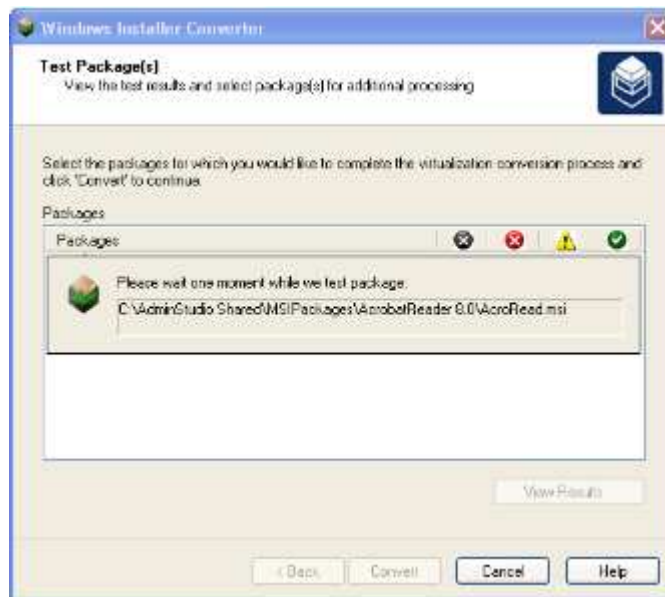 Windows Installer Converter
Test Package(s)
View the test results and select package(s) for additional processing
Select the packages for which you would like to complete the virtualization conversion process and
click 'Convert' to continue.
Packages
Packages
Please wait one moment while we test package:
C:\AdminStudio Shared\MSIPackages\AcrobatReader 8.0\AcroRead.msi
View Results
< Back
Convert
Cancel
Help